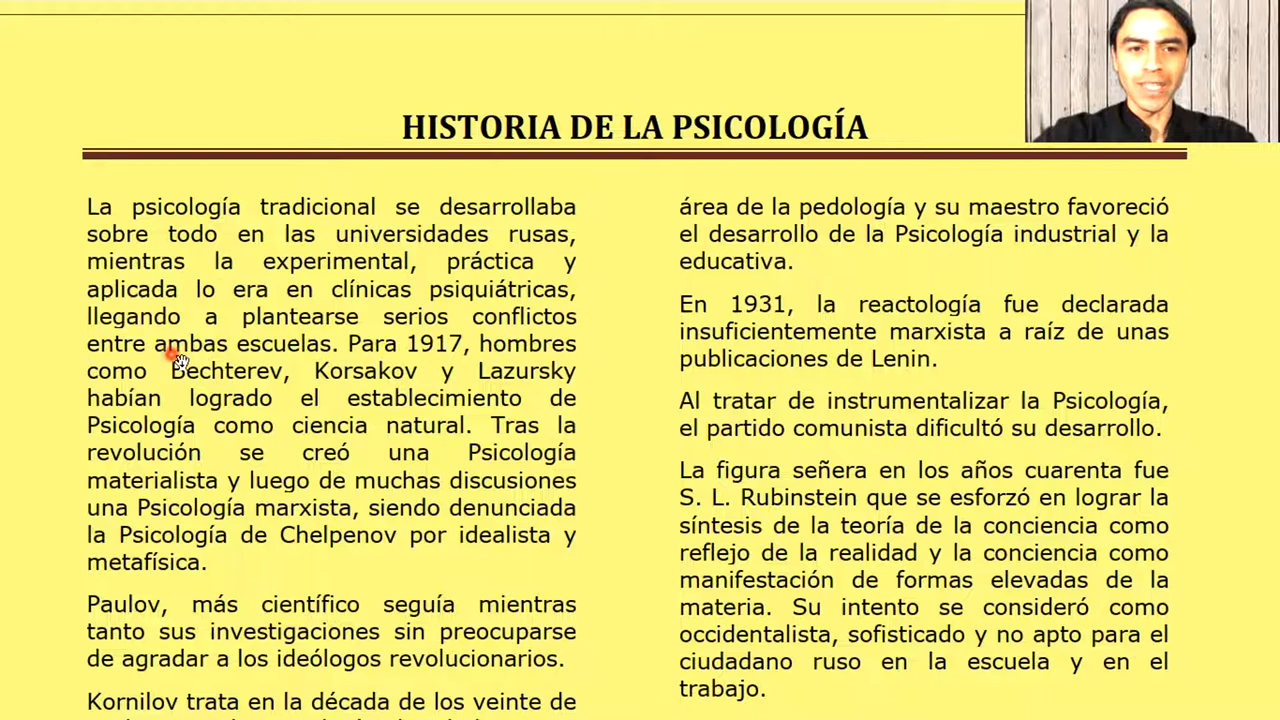 HISTORIA DE LA PSICOLOGÍA
La psicología tradicional se desarrollaba
sobre todo en las universidades rusas,
mientras la experimental, práctica y
aplicada lo era en clínicas psiquiátricas,
llegando a plantearse serios conflictos
entre ambas escuelas. Para 1917, hombres
como Bechterev, Korsakov y Lazursky
habían logrado el establecimiento de
Psicología como ciencia natural. Tras la
revolución se creó una Psicología
materialista y luego de muchas discusiones
una Psicología marxista, siendo denunciada
la Psicología de Chelpenov por idealista y
metafísica.
Paulov, más científico seguía mientras
tanto sus investigaciones sin preocuparse
de agradar a los ideólogos revolucionarios.
Kornilov trata en la década de los veinte de
área de la pedología y su maestro favoreció
el desarrollo de la Psicología industrial y la
educativa.
En 1931, la reactología fue declarada
insuficientemente marxista a raíz de unas
publicaciones de Lenin.
Al tratar de instrumentalizar la Psicología,
el partido comunista dificultó su desarrollo.
La figura señera en los años cuarenta fue
S. L. Rubinstein que se esforzó en lograr la
síntesis de la teoría de la conciencia como
reflejo de la realidad y la conciencia como
manifestación de formas elevadas de la
materia. Su intento se consideró como
occidentalista, sofisticado y no apto para el
ciudadano ruso en la escuela y en el
trabajo.